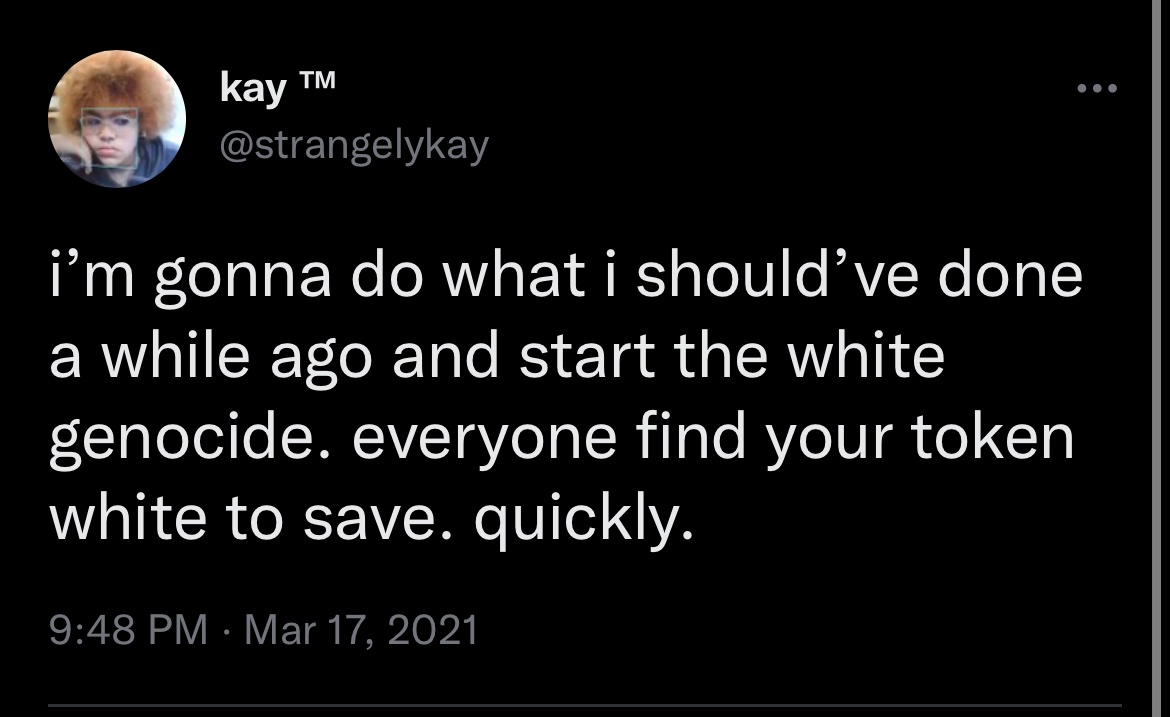 kay ™
@strangelykay
i’m gonna do what i should’ve done
a while ago and start the white
genocide. everyone find your token
white to save. quickly.
9:48 PM · Mar 17, 2021